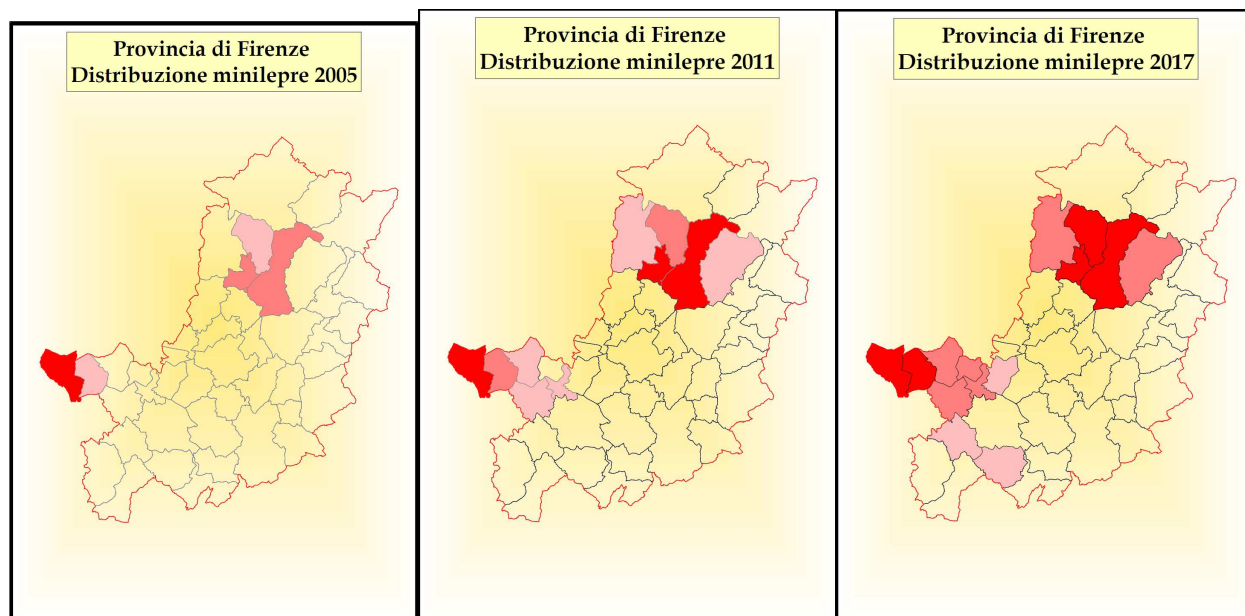 Provincia di Firenze
Distribuzione minilepre 2005
Provincia di Firenze
Distribuzione minilepre 2011
Provincia di Firenze
Distribuzione minilepre 2017